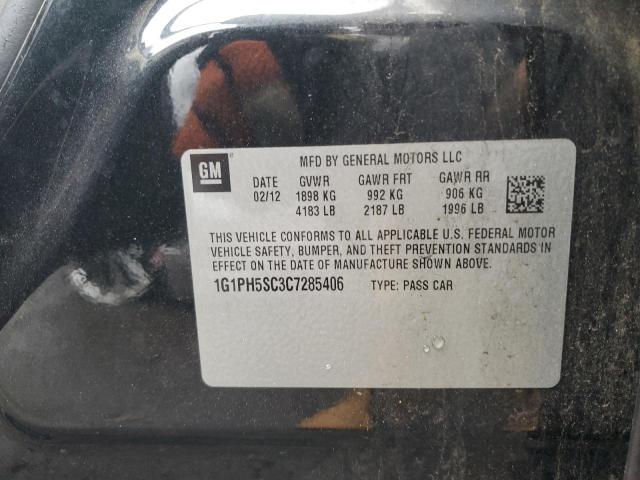 GM
MFD BY GENERAL MOTORS LLC
DATE GVWR GAWR FRT GAWR RR
02/12 1898 KG 992 KG 906 KG
4183 LB 2187 LB 1996 LB
THIS VEHICLE CONFORMS TO ALL APPLICABLE U.S. FEDERAL MOTOR
VEHICLE SAFETY, BUMPER, AND THEFT PREVENTION STANDARDS IN
EFFECT ON THE DATE OF MANUFACTURE SHOWN ABOVE.
1G1PH5SC3C7285406 TYPE: PASS CAR